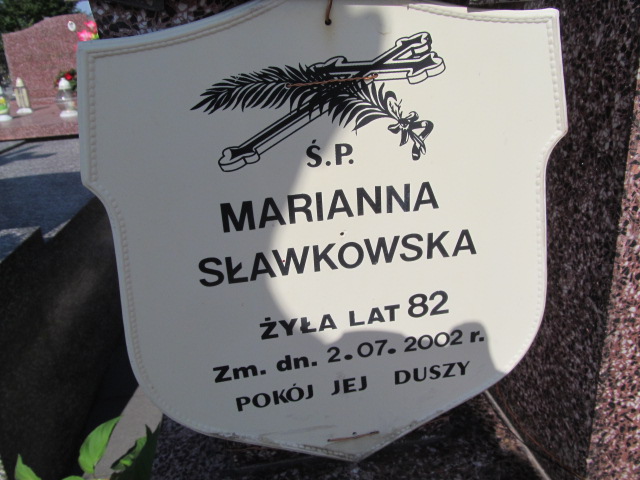 Ś.P.
MARIANNA
SŁAWKOWSKA
ŻYŁA LAT 82
Zm. dn. 2.07.2002 r.
POKÓJ JEJ DUSZY